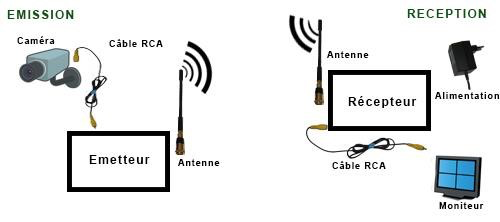 EMISSION
Caméra
Câble RCA
Emetteur
Antenne
RECEPTION
Antenne
Récepteur
Alimentation
Câble RCA
Moniteur